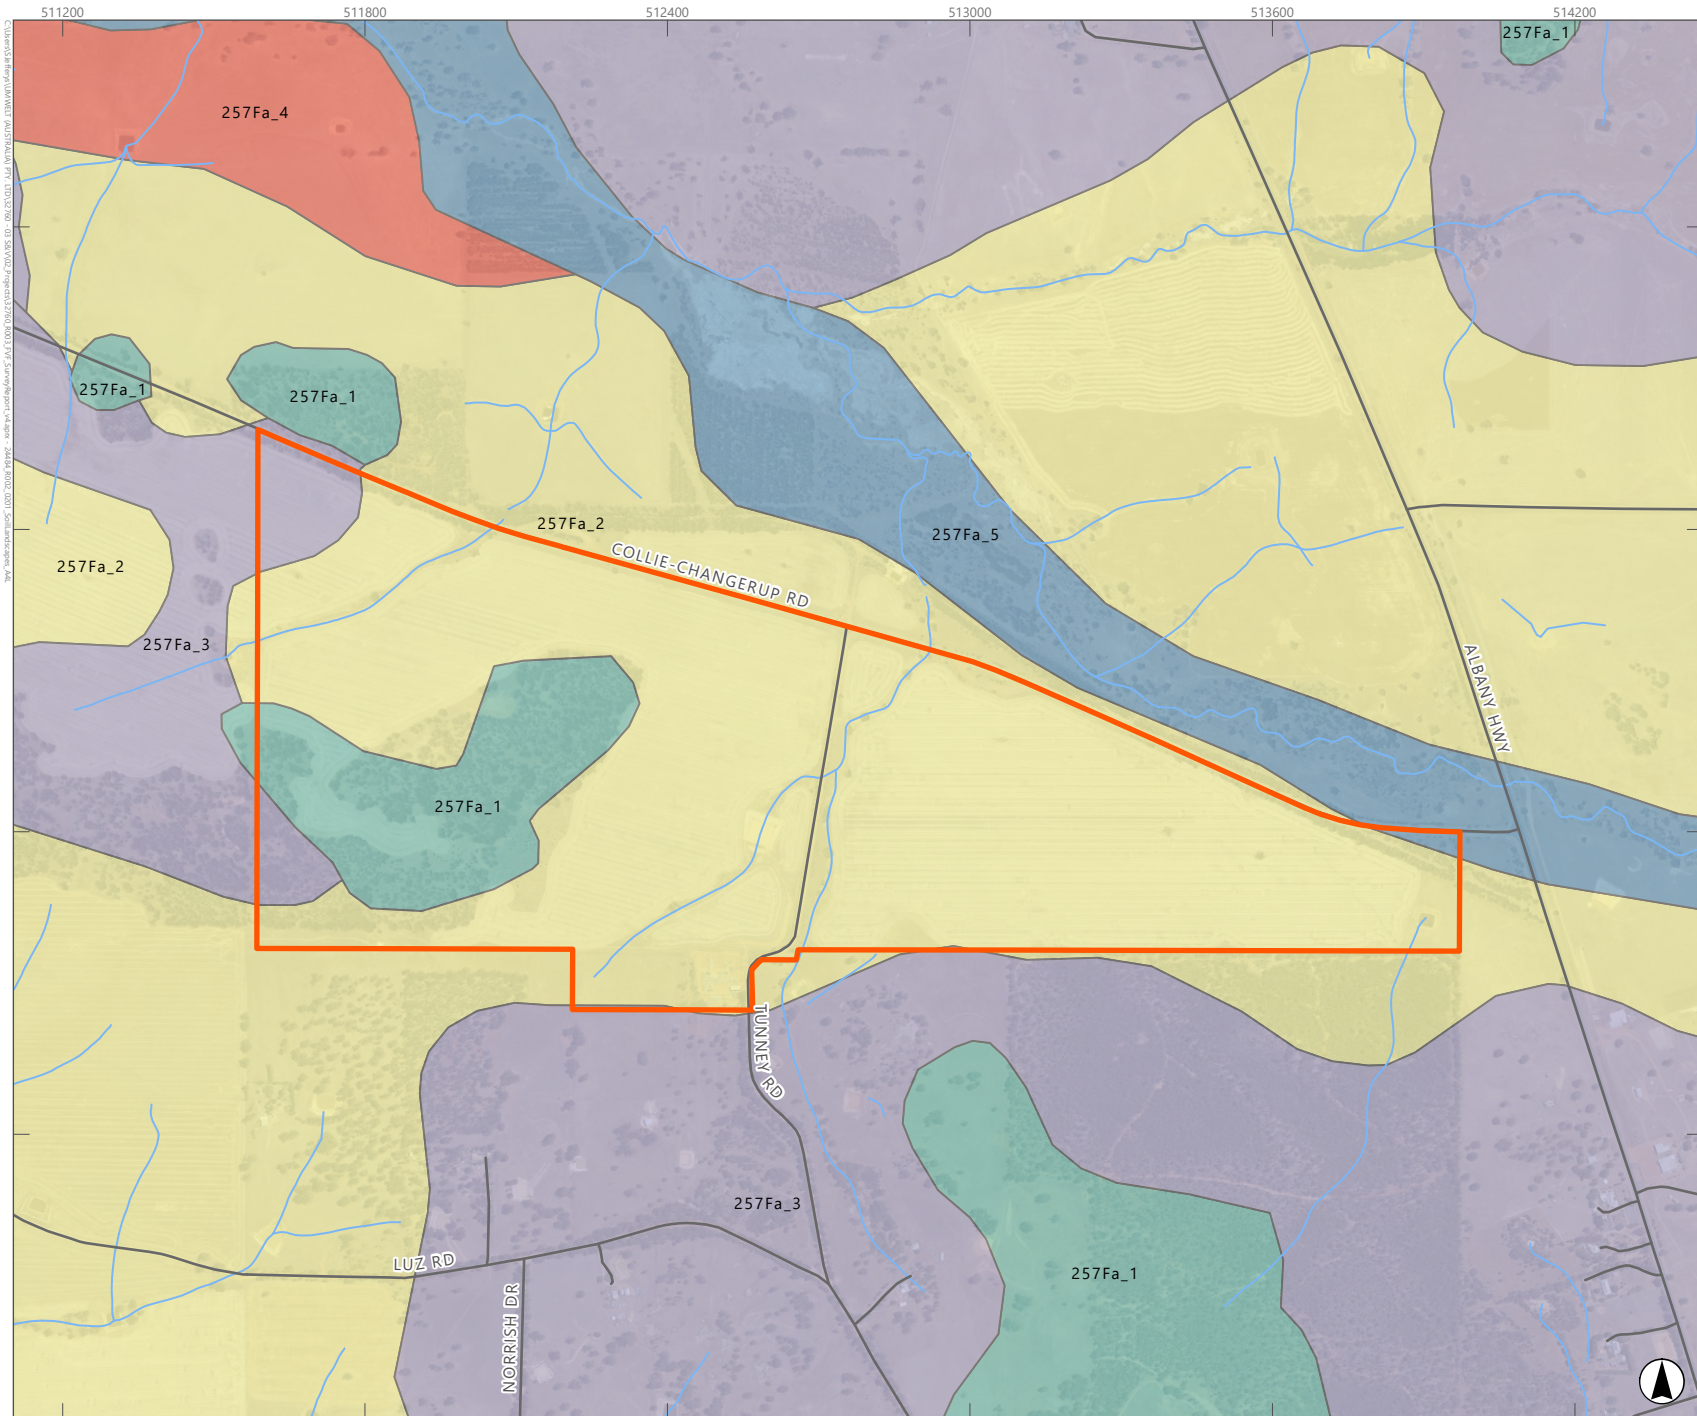 511200
511800
512400
513000
513600
514200
257Fa_1
257Fa_4
257Fa_1
257Fa_1
257Fa_2
257Fa_5
COLLIE-CHANGERUP RD
257Fa_2
257Fa_3
ALBANY HWY
257Fa_1
TUNNEY RD
257Fa_3
LUZ RD
257Fa_1
NORRISH DR